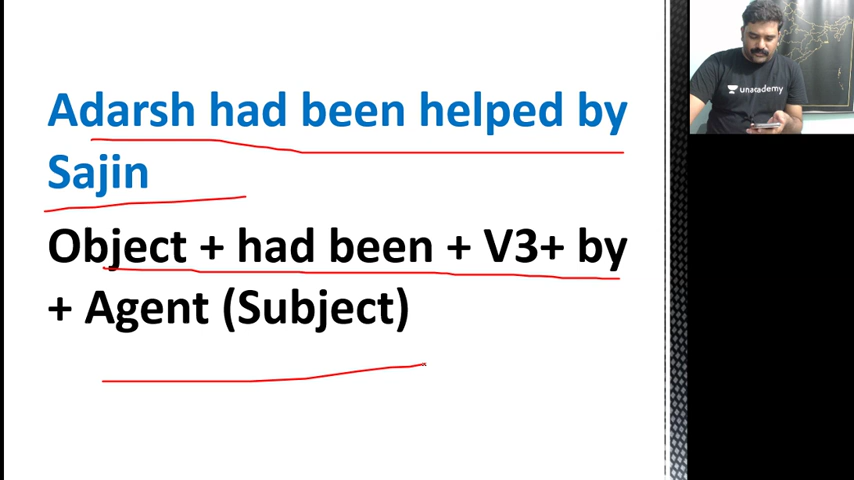 Adarsh had been helped by
Sajin
Object + had been + V3+ by
+ Agent (Subject)
unacademy